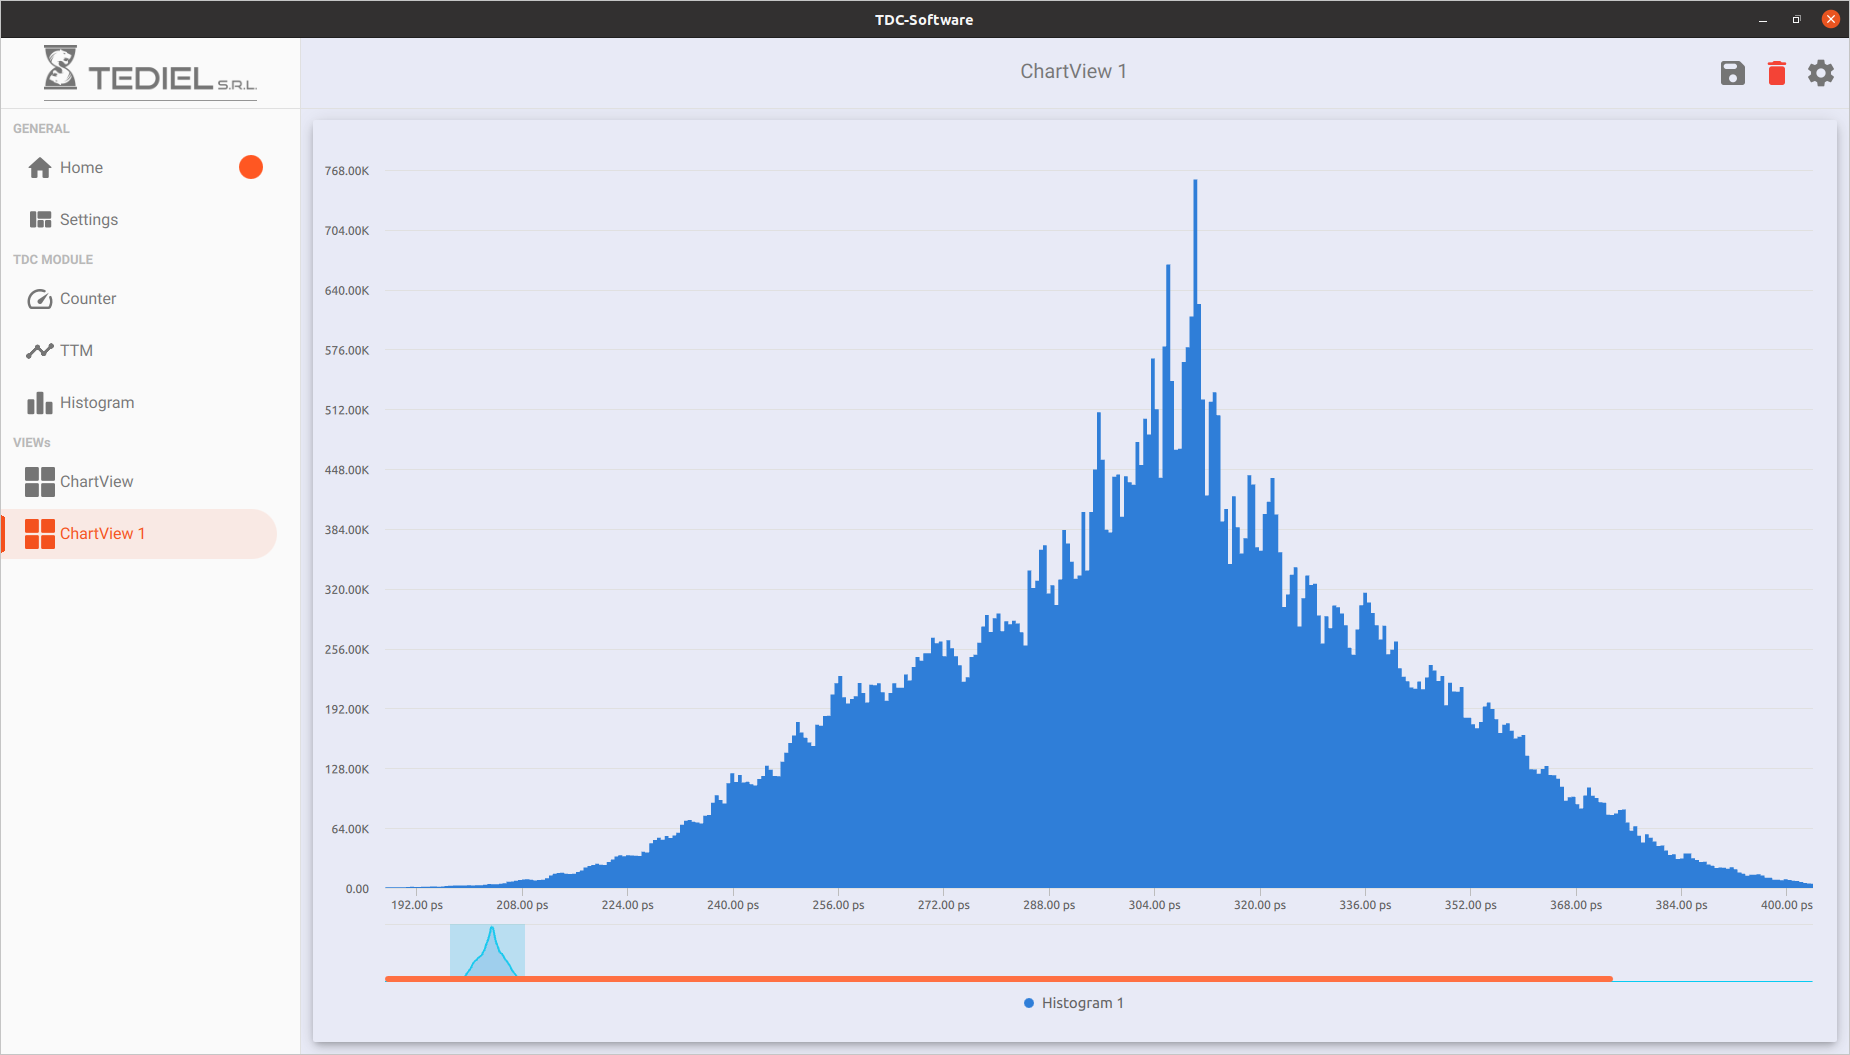 TDC-Software
TEDIEL S.R.L.
ChartView 1
GENERAL
Home
Settings
TDC MODULE
Counter
TTM
Histogram
VIEWs
ChartView
ChartView 1
768.00K
704.00K
640.00K
576.00K
512.00K
448.00K
384.00K
320.00K
256.00K
192.00K
128.00K
64.00K
0.00
192.00 ps 208.00 ps 224.00 ps 240.00 ps 256.00 ps 272.00 ps 288.00 ps 304.00 ps 320.00 ps 336.00 ps 352.00 ps 368.00 ps 384.00 ps 400.00 ps
Histogram 1